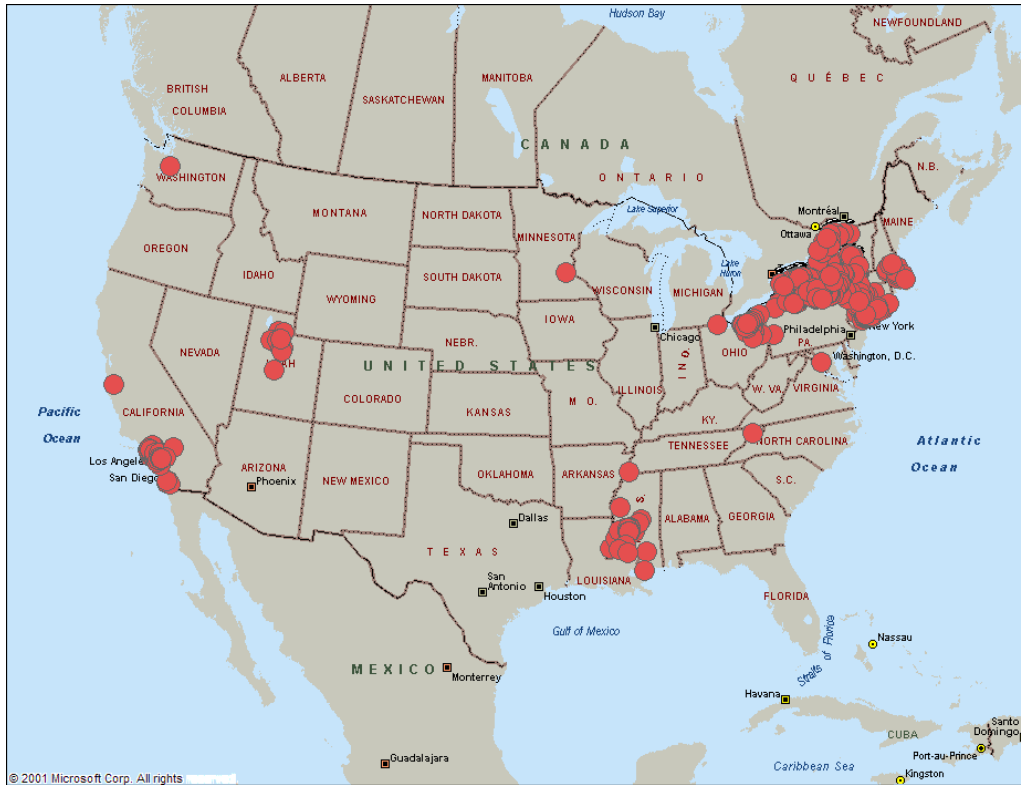 Hudson Bay
NEWFOUNDLAND
QUÉBEC
ALBERTA
MANITOBA
BRITISH
COLUMBIA
SASKATCHEWAN
CANADA
ONTARIO
N.B.
WASHINGTON
MONTANA
NORTH DAKOTA
Lake Superior
Montréal
Ottawa
MAINE
MINNESOTA
OREGON
IDAHO
SOUTH DAKOTA
Lake
Huron
WISCONSIN
MICHIGAN
WYOMING
IOWA
New York
Philadelphia
PA.
Chicago
OHIO
NEVADA
NEBR.
UNITED STATES
Washington, D.C.
ILLINOIS
IND.
W. VA.
VIRGINIA
COLORADO
KANSAS
MO.
KY.
Pacific
Ocean
CALIFORNIA
TENNESSEE
NORTH CAROLINA
Atlantic
Ocean
Los Angele
San Diego
ARIZONA
Phoenix
NEW MEXICO
OKLAHOMA
ARKANSAS
S.C.
S.
ALABAMA
GEORGIA
Dallas
TEXAS
San
Antonio
Houston
LOUISIANA
FLORIDA
Gulf of Mexico
Straits of Florida
Nassau
MEXICO
Monterrey
Havana
CUBA
Santo
Domingo
Port-au-Prince
Guadalajara
Caribbean Sea
Kingston
© 2001 Microsoft Corp. All rights